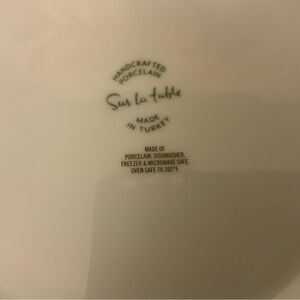 HANDCRAFTED
PORCELAIN
Sur la table
MADE
IN TURKEY
MADE OF
PORCELAIN. DISHWASHER,
FREEZER & MICROWAVE SAFE.
OVEN SAFE TO 392°F.